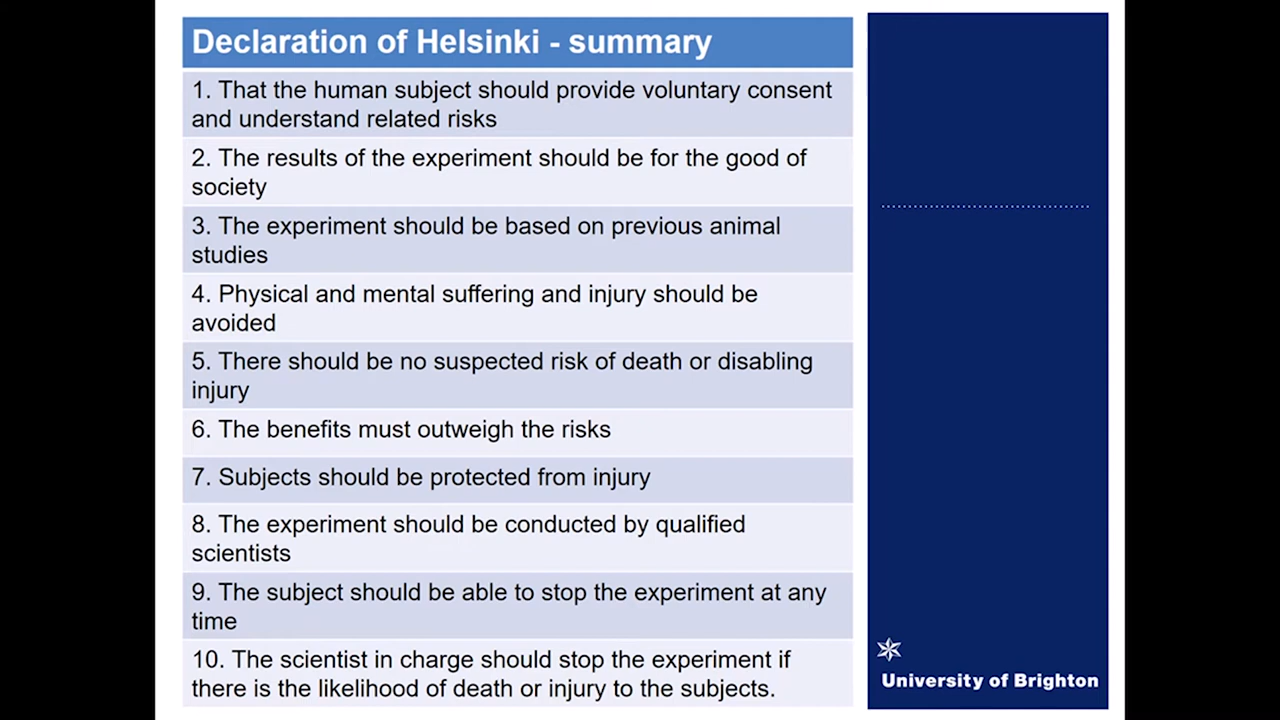 Declaration of Helsinki - summary
1. That the human subject should provide voluntary consent
and understand related risks
2. The results of the experiment should be for the good of
society
3. The experiment should be based on previous animal
studies
4. Physical and mental suffering and injury should be
avoided
5. There should be no suspected risk of death or disabling
injury
6. The benefits must outweigh the risks
7. Subjects should be protected from injury
8. The experiment should be conducted by qualified
scientists
9. The subject should be able to stop the experiment at any
time
10. The scientist in charge should stop the experiment if
there is the likelihood of death or injury to the subjects.
University of Brighton